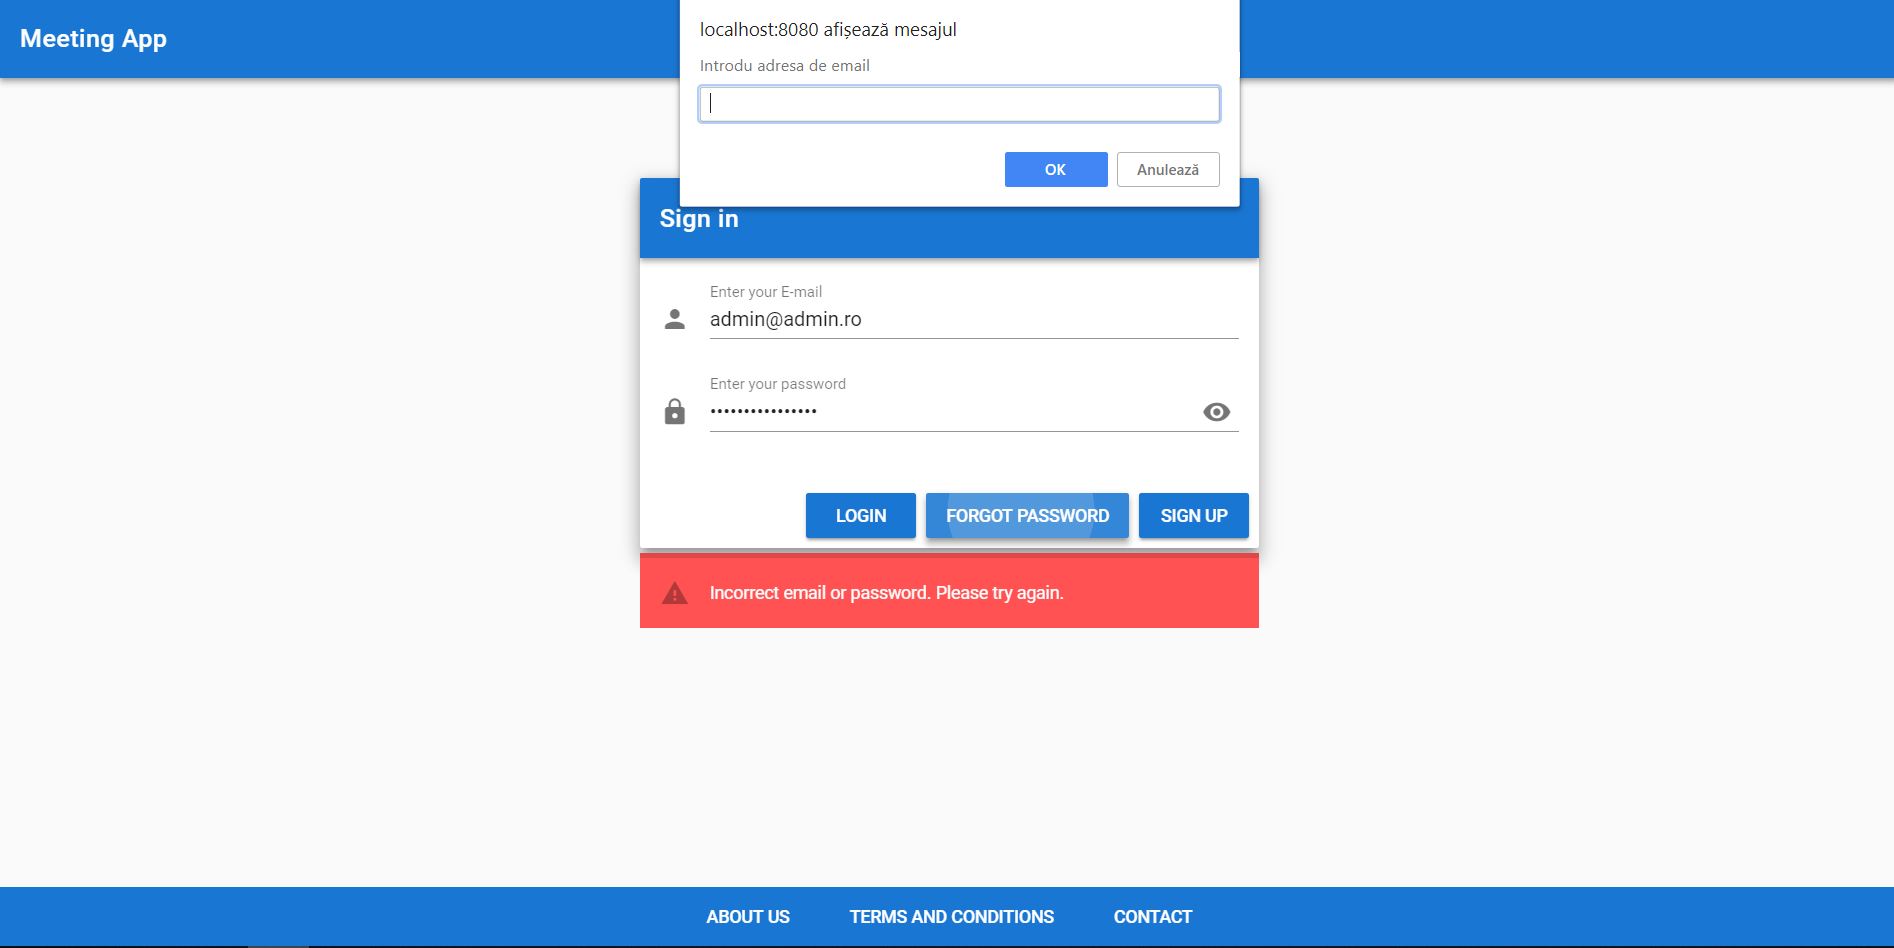 Meeting App
localhost:8080 afișează mesajul
Introdu adresa de email
OK Anulează
Sign in
Enter your E-mail
admin@admin.ro
Enter your password
••••••••••••••••
LOGIN FORGOT PASSWORD SIGN UP
Incorrect email or password. Please try again.
ABOUT US TERMS AND CONDITIONS CONTACT